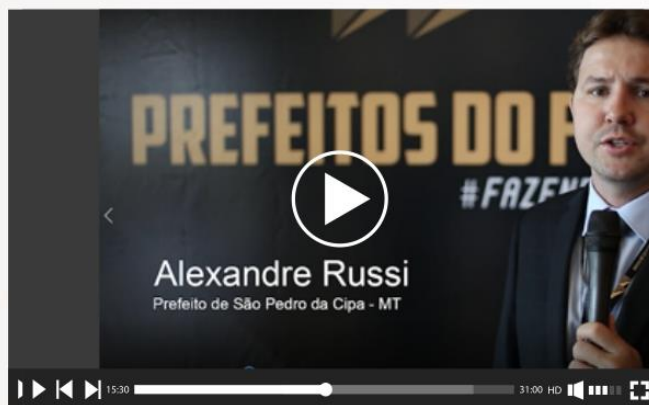 PREFEITOS DO
#FAZEN
Alexandre Russi
Prefeito de São Pedro da Cipa - MT
15:30
31:00 HD